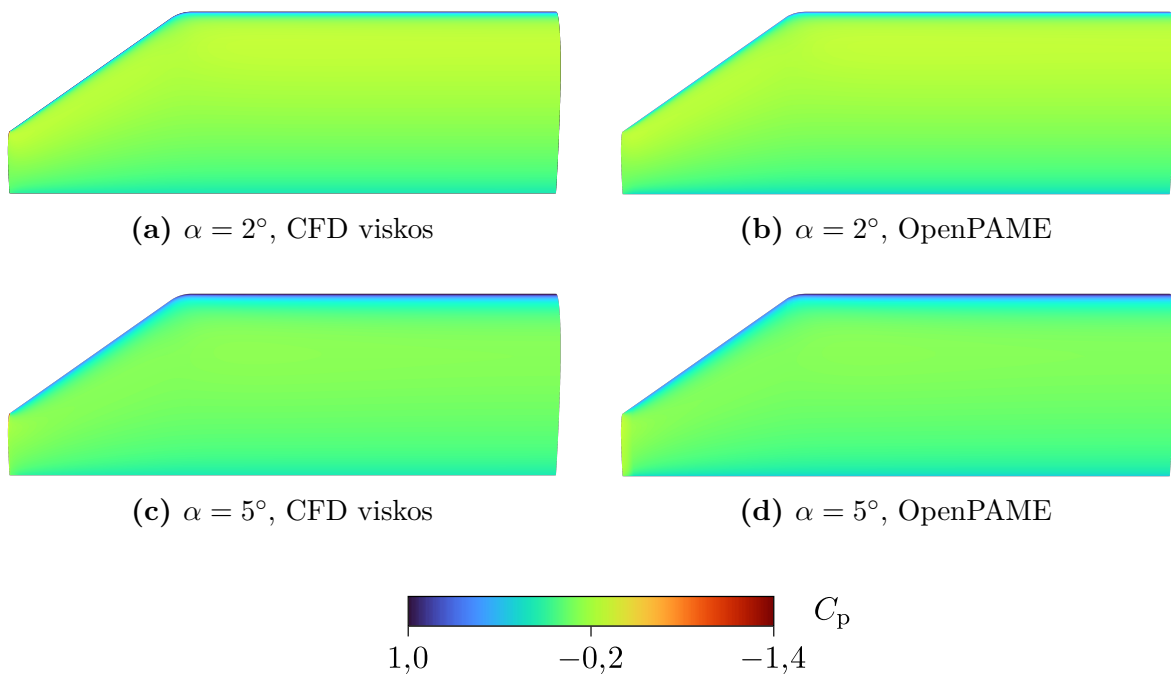 (a) α = 2°, CFD viskos
(b) α = 2°, OpenPAME
(c) α = 5°, CFD viskos
(d) α = 5°, OpenPAME
C_p
1,0 −0,2 −1,4